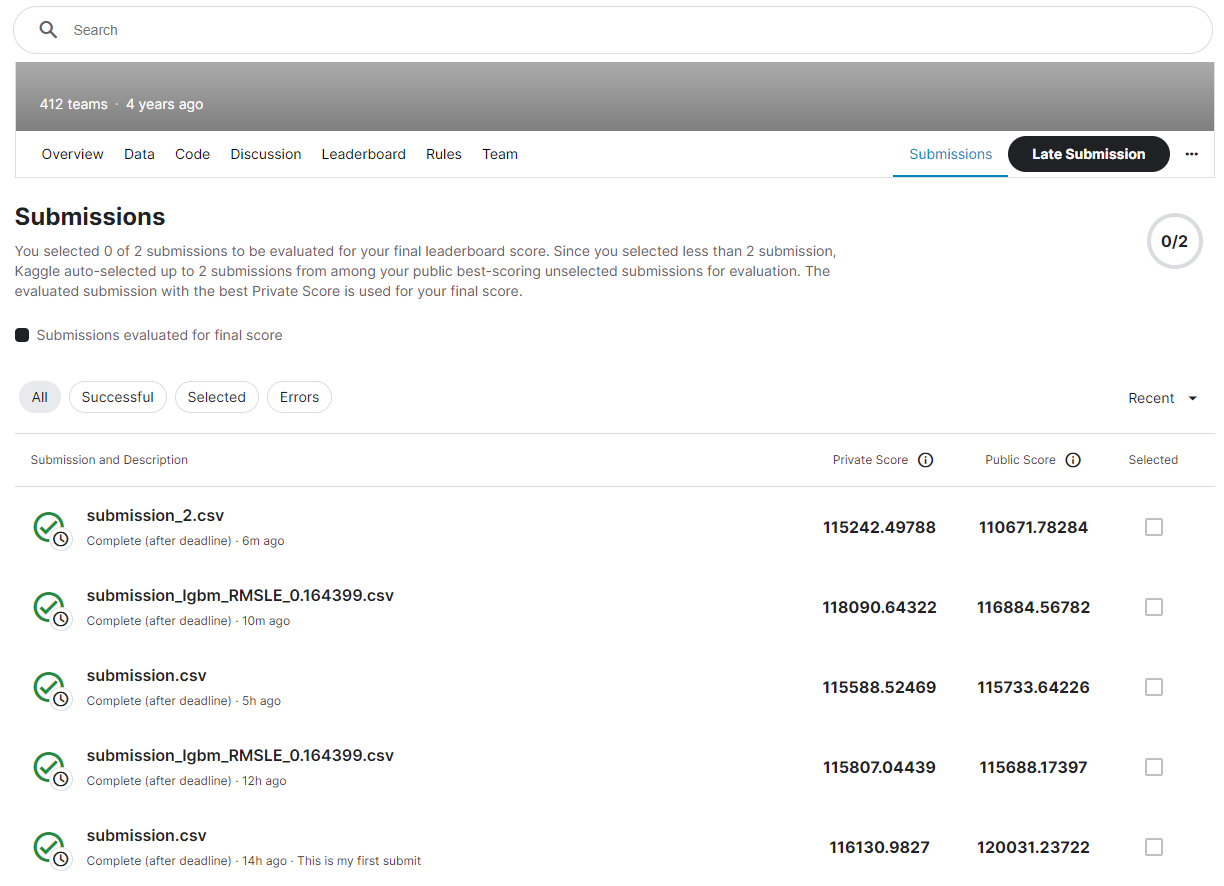 Search
412 teams · 4 years ago
Overview Data Code Discussion Leaderboard Rules Team Submissions Late Submission ...
Submissions
You selected 0 of 2 submissions to be evaluated for your final leaderboard score. Since you selected less than 2 submission,
Kaggle auto-selected up to 2 submissions from among your public best-scoring unselected submissions for evaluation. The
evaluated submission with the best Private Score is used for your final score.
0/2
Submissions evaluated for final score
All Successful Selected Errors Recent
Submission and Description Private Score Public Score Selected
submission_2.csv
Complete (after deadline) · 6m ago
115242.49788 110671.78284
submission_lgbm_RMSLE_0.164399.csv
Complete (after deadline) · 10m ago
118090.64322 116884.56782
submission.csv
Complete (after deadline) · 5h ago
115588.52469 115733.64226
submission_lgbm_RMSLE_0.164399.csv
Complete (after deadline) · 12h ago
115807.04439 115688.17397
submission.csv
Complete (after deadline) · 14h ago · This is my first submit
116130.9827 120031.23722